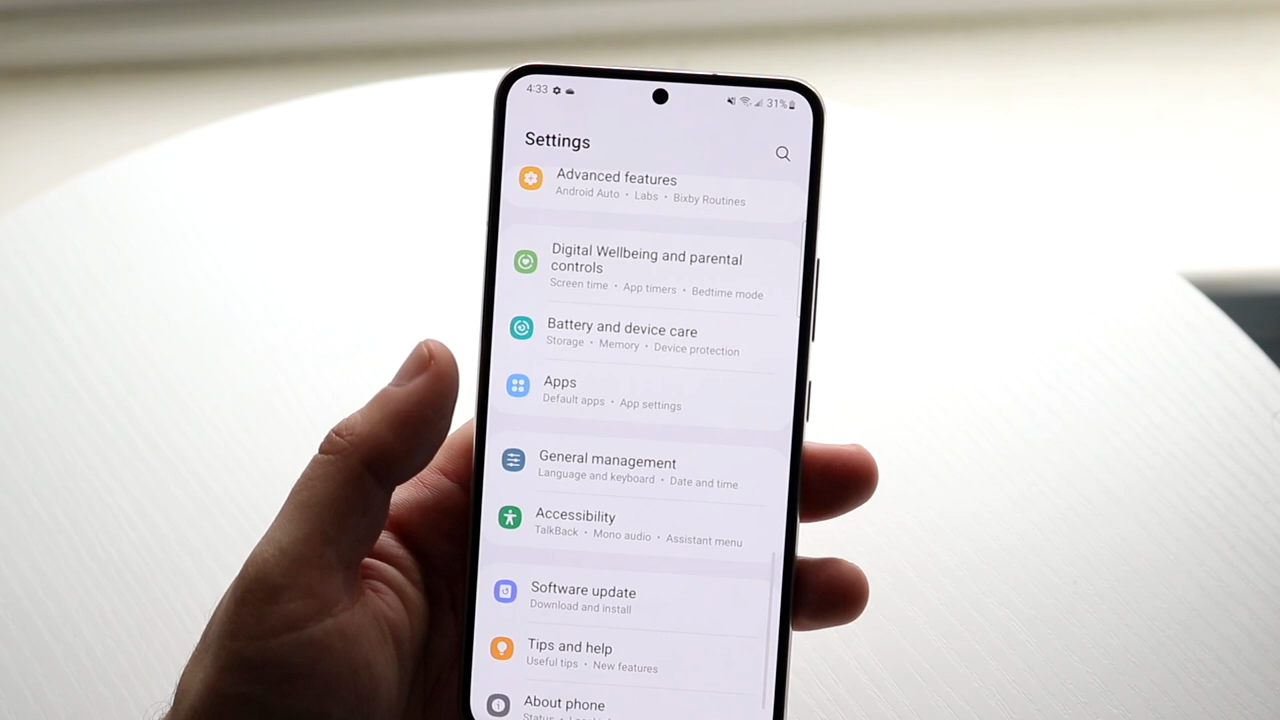 4:33 31%
Settings
Advanced features
Android Auto • Labs • Bixby Routines
Digital Wellbeing and parental
controls
Screen time • App timers • Bedtime mode
Battery and device care
Storage • Memory • Device protection
Apps
Default apps • App settings
General management
Language and keyboard • Date and time
Accessibility
TalkBack • Mono audio • Assistant menu
Software update
Download and install
Tips and help
Useful tips • New features
About phone
Status •